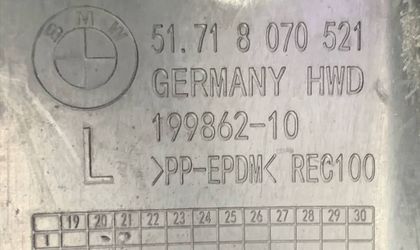 BMW
51.71 8 070 521
GERMANY HWD
199862-10
L
>PP-EPDM< REC100
19 20 21 22 23 24 25 26 27 28 29 30
1